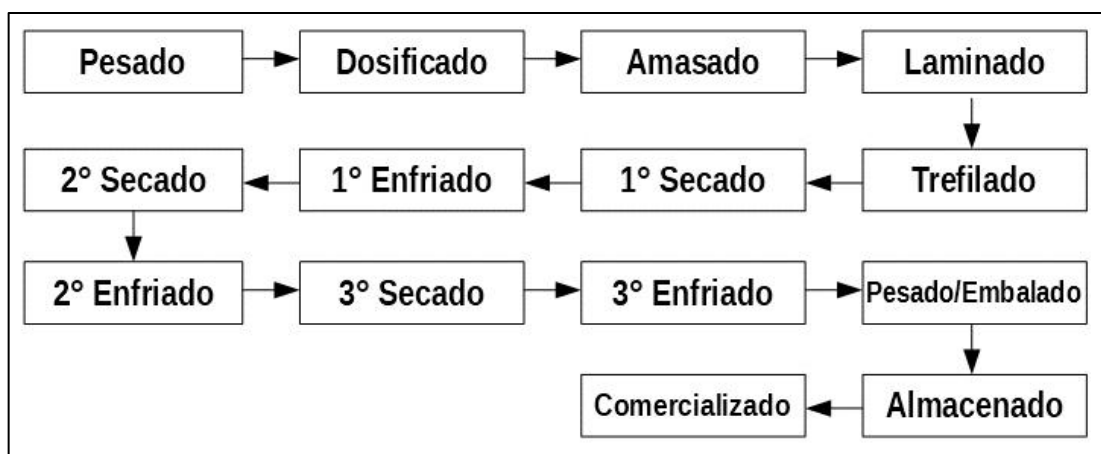 Pesado
Dosificado
Amasado
Laminado
Trefilado
1° Secado
1° Enfriado
2° Secado
2° Enfriado
3° Secado
3° Enfriado
Pesado/Embalado
Almacenado
Comercializado